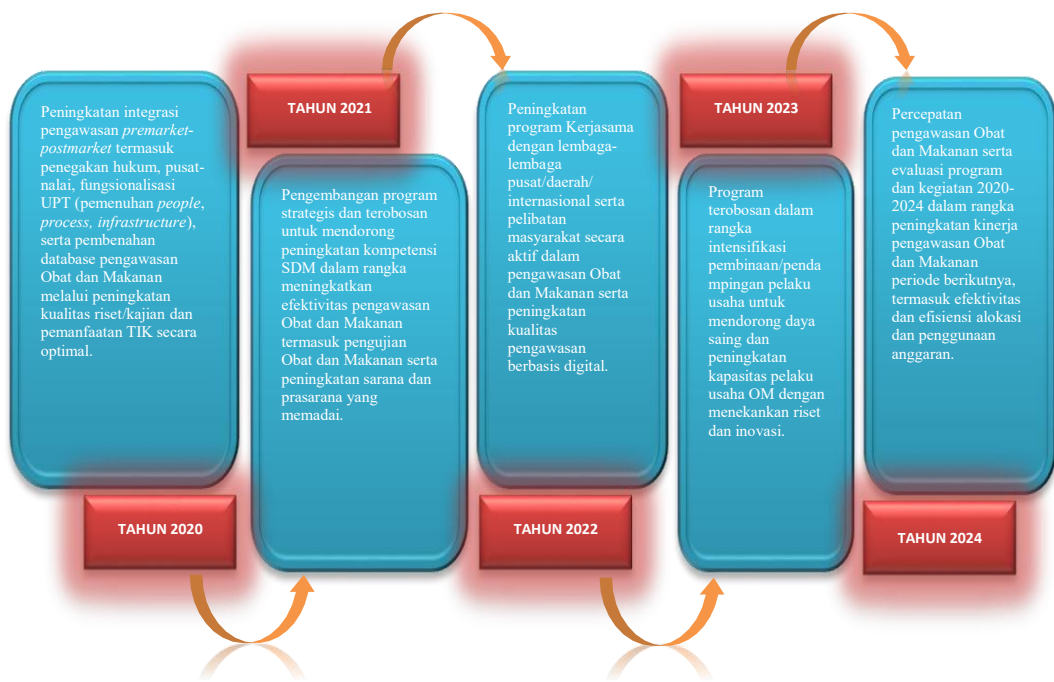 Peningkatan integrasi
pengawasan premarket-
postmarket termasuk
penegakan hukum, pusat-
nalai, fungsionalisasi
UPT (pemenuhan people,
process, infrastructure),
serta pembenahan
database pengawasan
Obat dan Makanan
melalui peningkatan
kualitas riset/kajian dan
pemanfaatan TIK secara
optimal.
TAHUN 2020
TAHUN 2021
Pengembangan program
strategis dan terobosan
untuk mendorong
peningkatan kompetensi
SDM dalam rangka
meningkatkan
efektivitas pengawasan
Obat dan Makanan
termasuk pengujian
Obat dan Makanan serta
peningkatan sarana dan
prasarana yang
memadai.
Peningkatan
program Kerjasama
dengan lembaga-
lembaga
pusat/daerah/
internasional serta
pelibatan
masyarakat secara
aktif dalam
pengawasan Obat
dan Makanan serta
peningkatan
kualitas
pengawasan
berbasis digital.
TAHUN 2022
TAHUN 2023
Program
terobosan dalam
rangka
intensifikasi
pembinaan/penda
mpingan pelaku
usaha untuk
mendorong daya
saing dan
peningkatan
kapasitas pelaku
usaha OM dengan
menekankan riset
dan inovasi.
Percepatan
pengawasan Obat
dan Makanan serta
evaluasi program
dan kegiatan 2020-
2024 dalam rangka
peningkatan kinerja
pengawasan Obat
dan Makanan
periode berikutnya,
termasuk efektivitas
dan efisiensi alokasi
dan penggunaan
anggaran.
TAHUN 2024